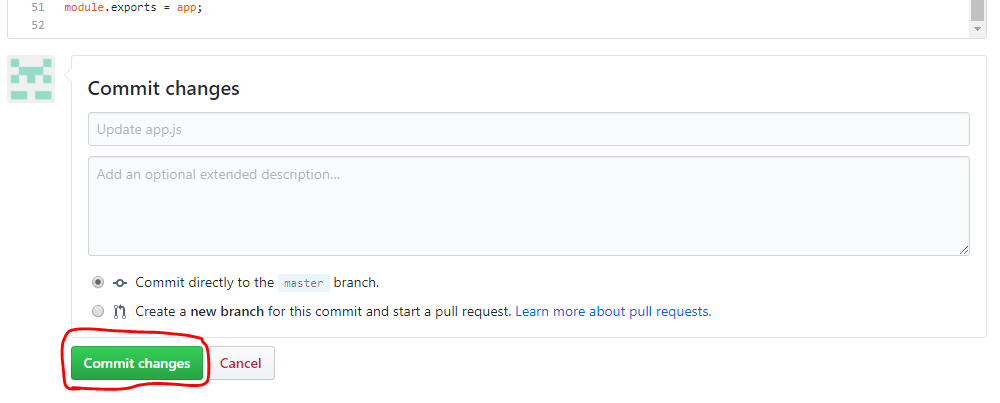 51 module.exports = app;
52
Commit changes
Update app.js
Add an optional extended description...
Commit directly to the master branch.
Create a new branch for this commit and start a pull request. Learn more about pull requests.
Commit changes Cancel